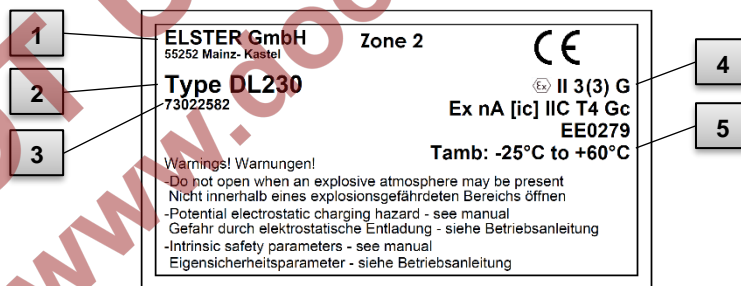 1
2
3
4
5
ELSTER GmbH
55252 Mainz- Kastel
Zone 2
CE
Type DL230
73022582
Ex II 3(3) G
Ex nA [ic] IIC T4 Gc
EE0279
Tamb: -25°C to +60°C
Warnings! Warnungen!
-Do not open when an explosive atmosphere may be present
Nicht innerhalb eines explosionsgefährdeten Bereichs öffnen
-Potential electrostatic charging hazard - see manual
Gefahr durch elektrostatische Entladung - siehe Betriebsanleitung
-Intrinsic safety parameters - see manual
Eigensicherheitsparameter - siehe Betriebsanleitung
www.doc